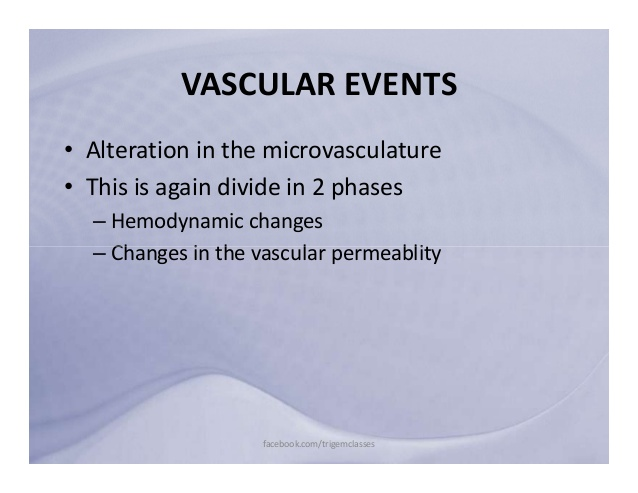 VASCULAR EVENTS
• Alteration in the microvasculature
• This is again divide in 2 phases
– Hemodynamic changes
– Changes in the vascular permeablity
facebook.com/trigemclasses